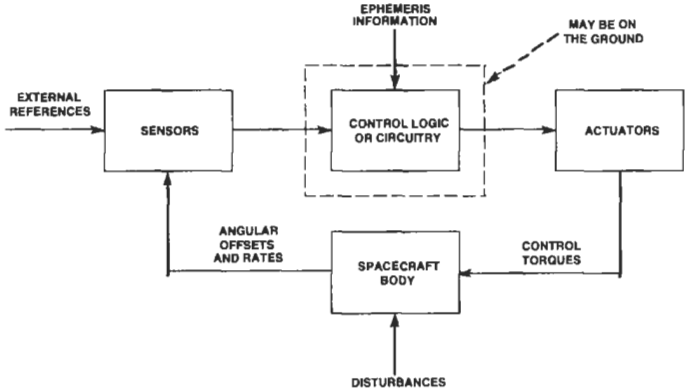 EPHEMERIS
INFORMATION
MAY BE ON
THE GROUND
EXTERNAL
REFERENCES
SENSORS
CONTROL LOGIC
OR CIRCUITRY
ACTUATORS
ANGULAR
OFFSETS
AND RATES
SPACECRAFT
BODY
CONTROL
TORQUES
DISTURBANCES